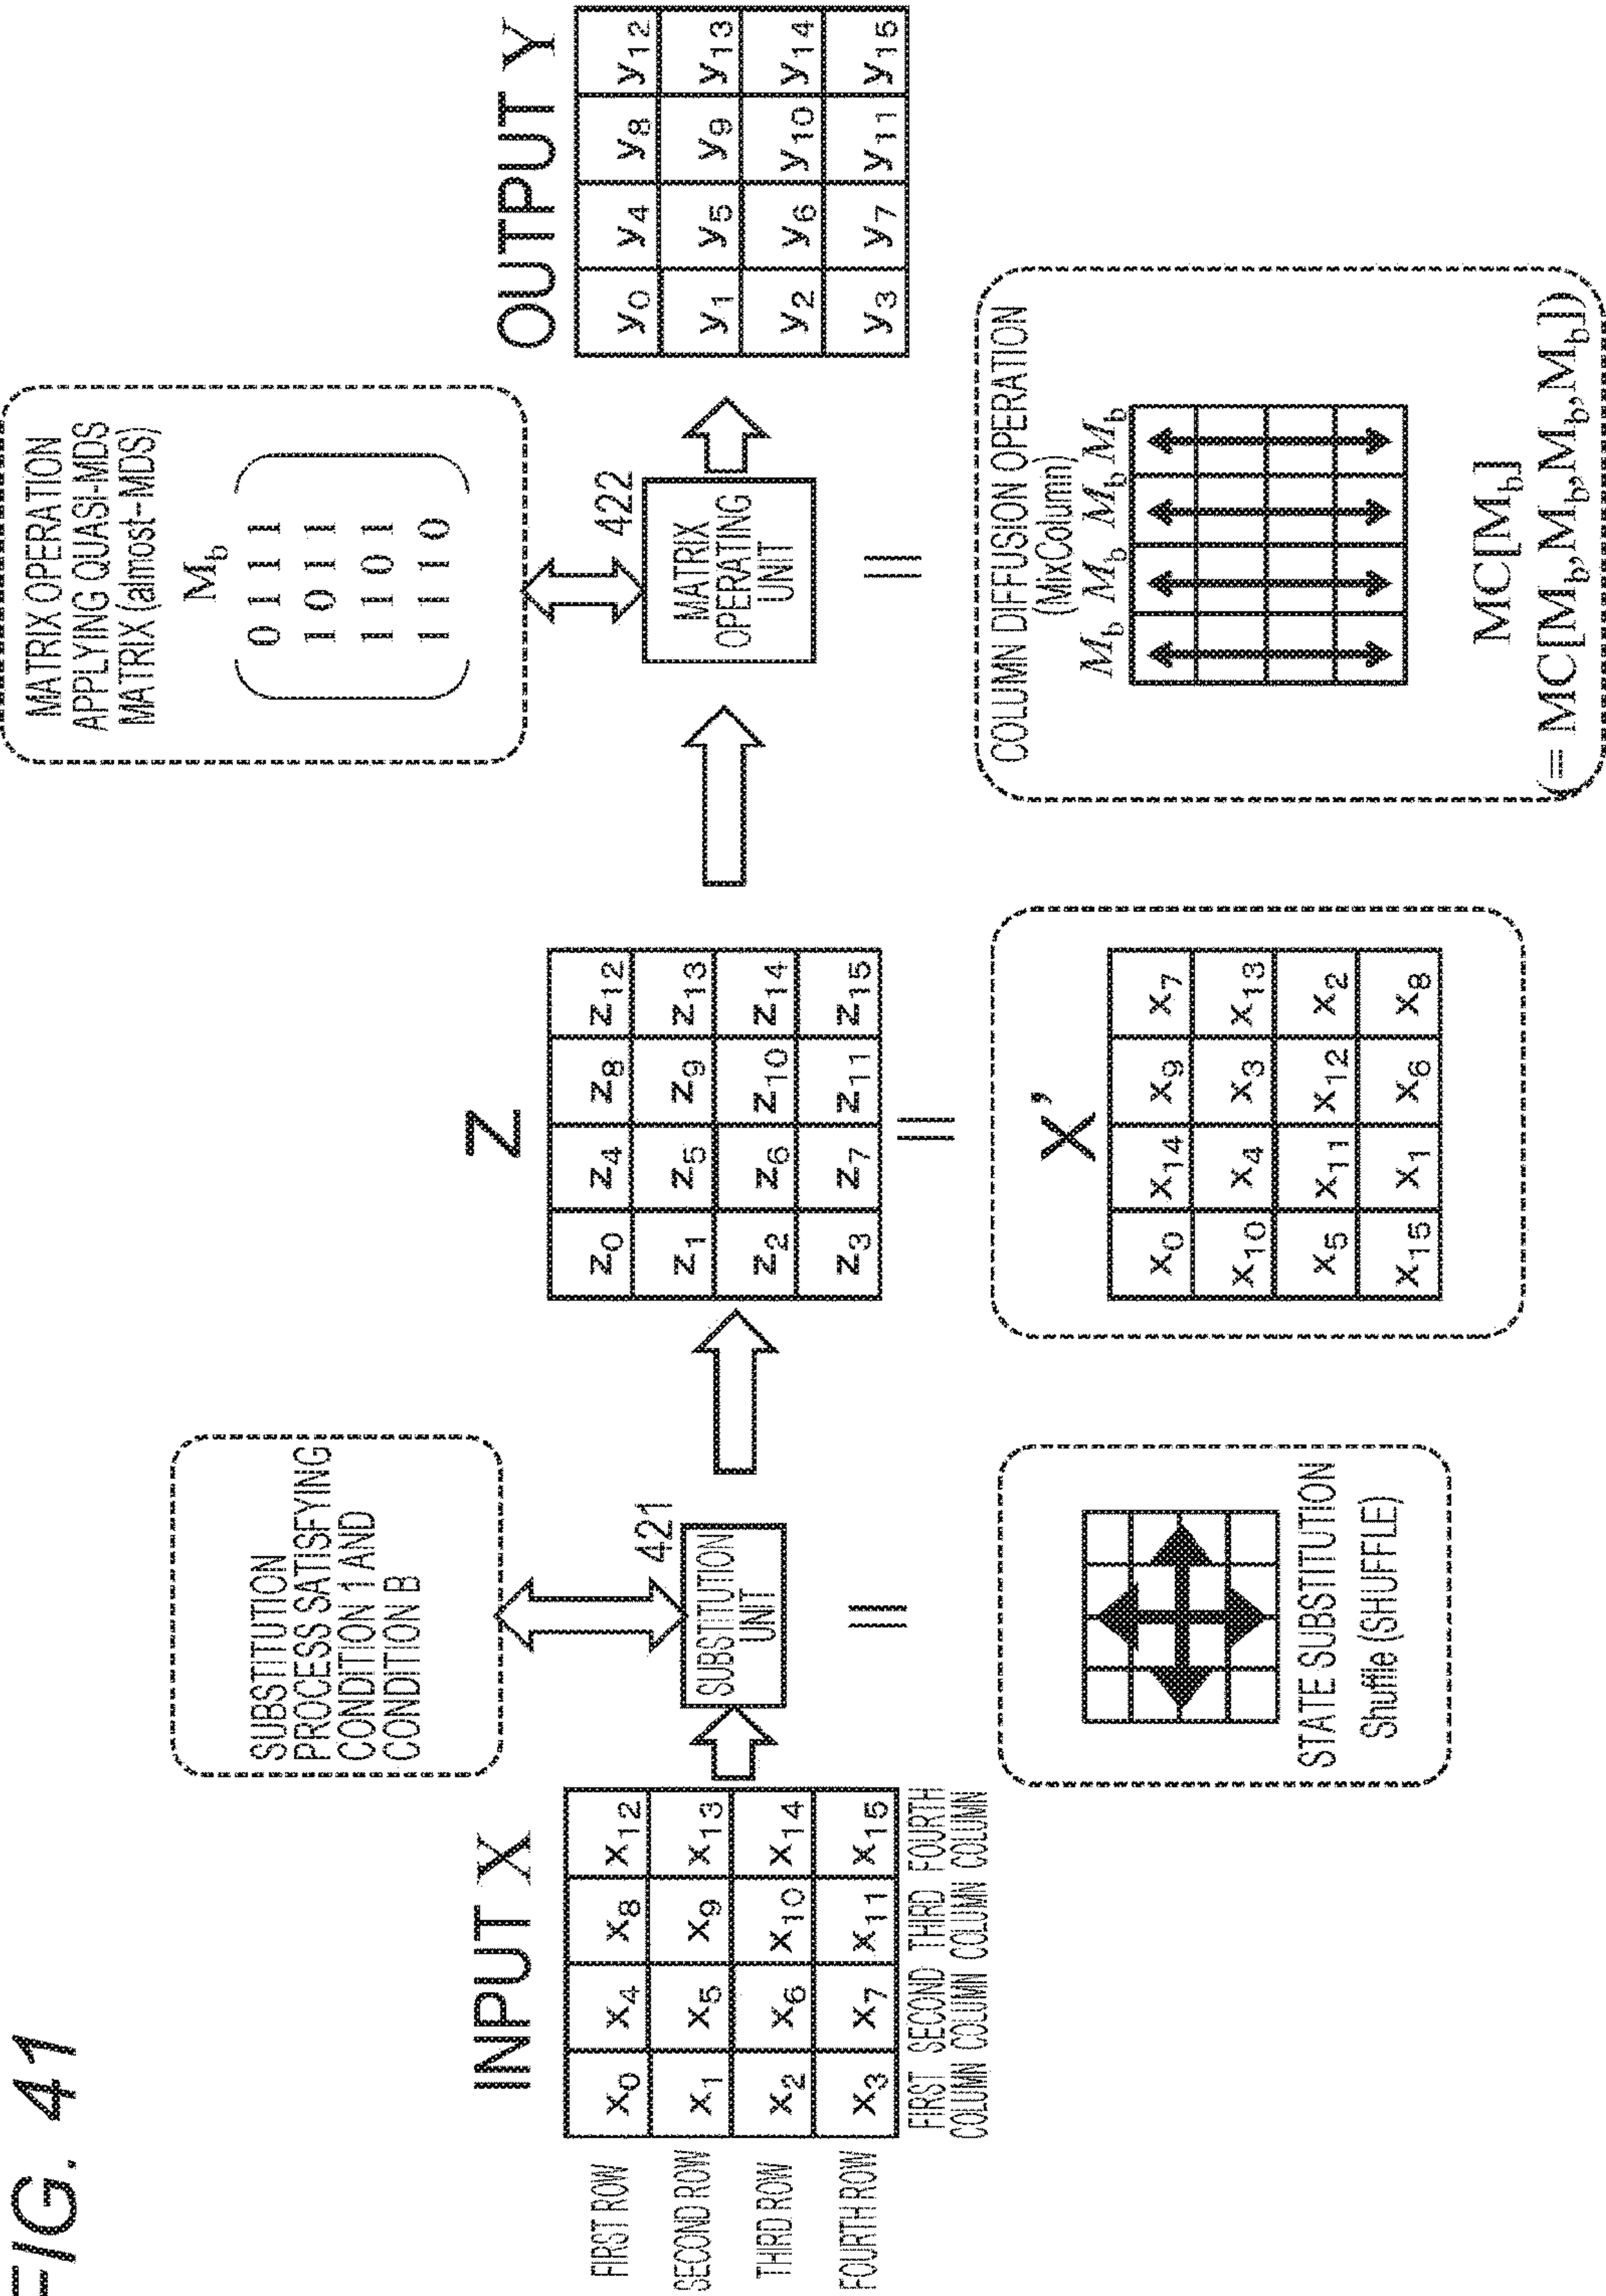 FIG. 41
INPUT X
FIRST ROW
SECOND ROW
THIRD ROW
FOURTH ROW
x0 x4 x8 x12
x1 x5 x9 x13
x2 x6 x10 x14
x3 x7 x11 x15
FIRST SECOND THIRD FOURTH
COLUMN COLUMN COLUMN COLUMN
SUBSTITUTION
PROCESS SATISFYING
CONDITION 1 AND
CONDITION B
421
SUBSTITUTION
UNIT
=
STATE SUBSTITUTION
Shuffle (SHUFFLE)
Z
z0 z4 z8 z12
z1 z5 z9 z13
z2 z6 z10 z14
z3 z7 z11 z15
=
X'
x0 x14 x9 x7
x10 x4 x3 x13
x5 x11 x12 x2
x15 x1 x6 x8
MATRIX OPERATION
APPLYING QUASI-MDS
MATRIX (almost-MDS)
Mb
0 1 1 1
1 0 1 1
1 1 0 1
1 1 1 0
422
MATRIX
OPERATING
UNIT
=
COLUMN DIFFUSION OPERATION
(MixColumn)
Mb Mb Mb Mb
MC[Mb]
(= MC[Mb,Mb,Mb,Mb])
OUTPUT Y
y0 y4 y8 y12
y1 y5 y9 y13
y2 y6 y10 y14
y3 y7 y11 y15